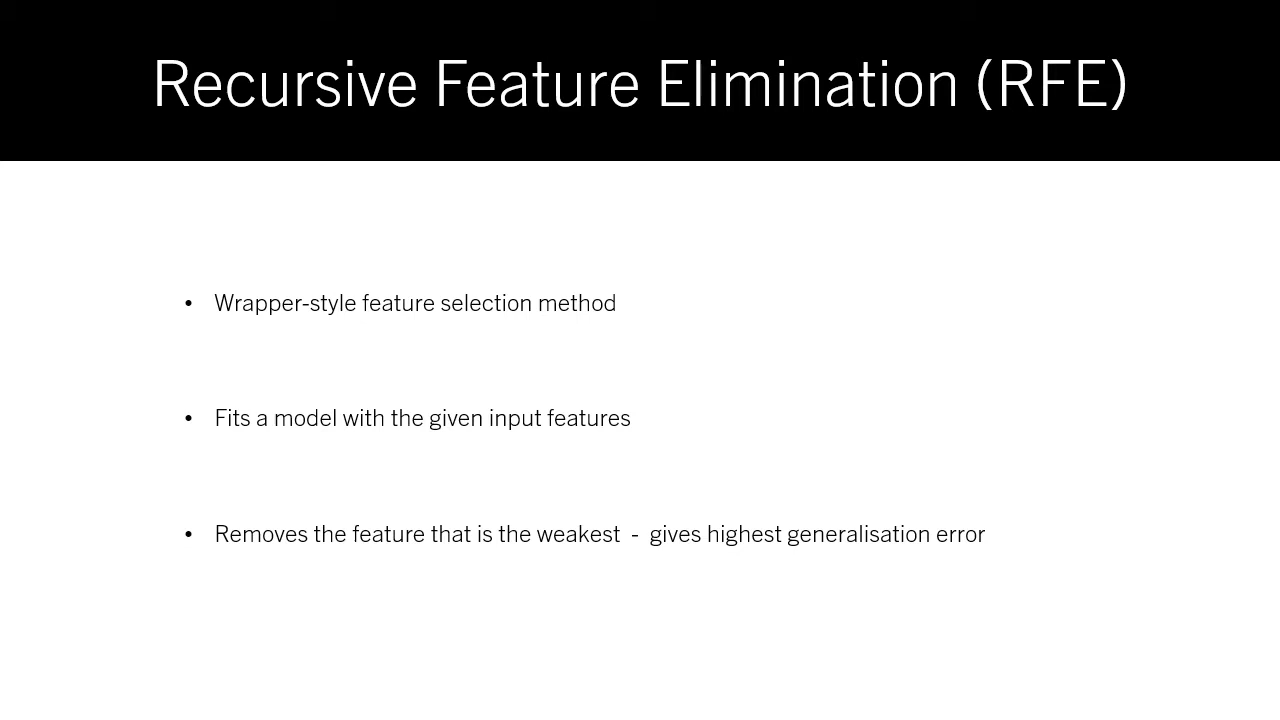 Recursive Feature Elimination (RFE)
• Wrapper-style feature selection method
• Fits a model with the given input features
• Removes the feature that is the weakest - gives highest generalisation error